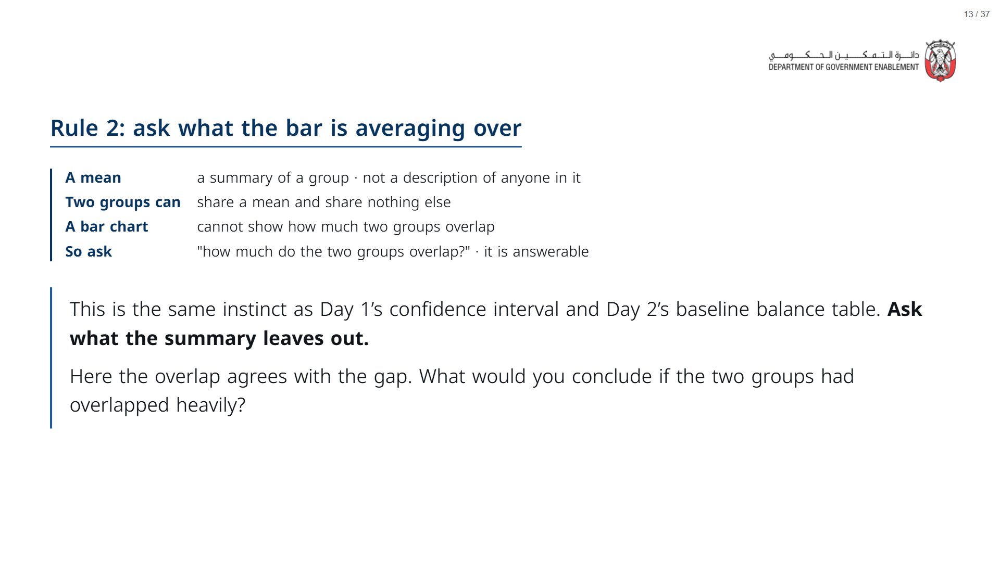 13 / 37
دائرة التمكين الحكومي
DEPARTMENT OF GOVERNMENT ENABLEMENT
Rule 2: ask what the bar is averaging over
A mean a summary of a group · not a description of anyone in it
Two groups can share a mean and share nothing else
A bar chart cannot show how much two groups overlap
So ask "how much do the two groups overlap?" · it is answerable
This is the same instinct as Day 1’s confidence interval and Day 2’s baseline balance table. Ask
what the summary leaves out.
Here the overlap agrees with the gap. What would you conclude if the two groups had
overlapped heavily?